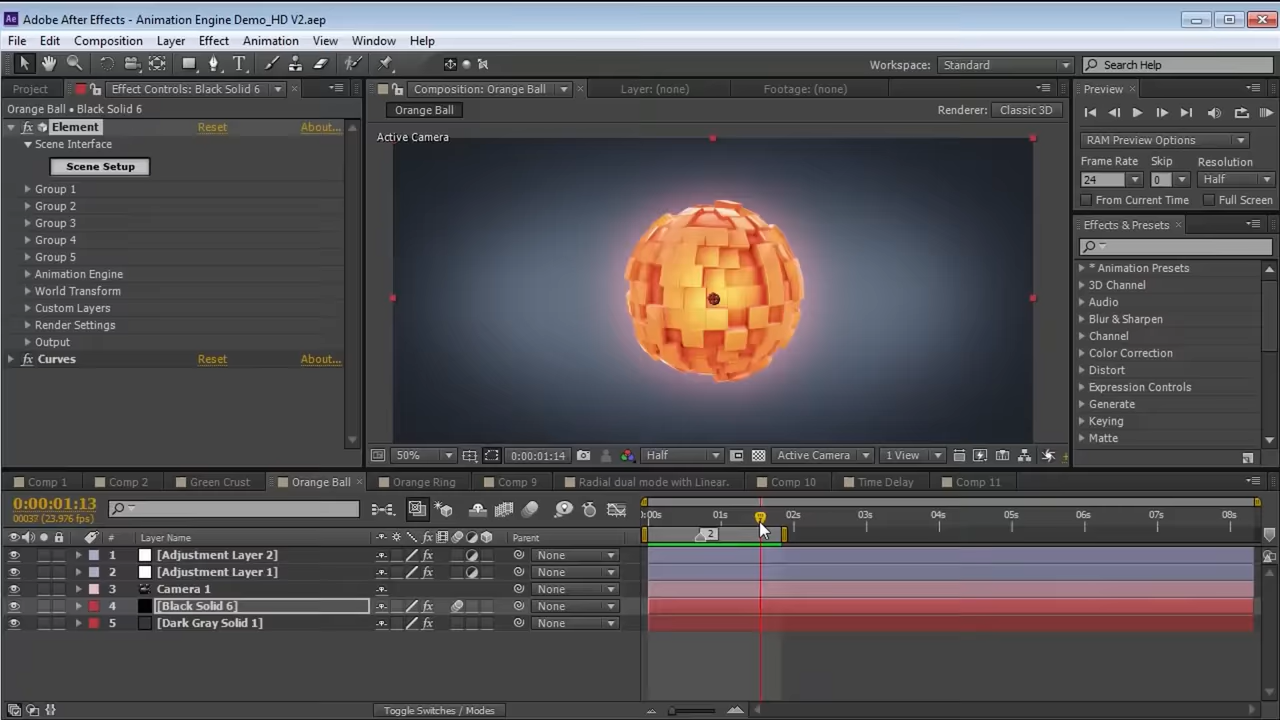 Ae Adobe After Effects - Animation Engine Demo_HD V2.aep
File Edit Composition Layer Effect Animation View Window Help
T Workspace: Standard Search Help
Project Effect Controls: Black Solid 6 Composition: Orange Ball Layer: (none) Footage: (none) Preview
Orange Ball • Black Solid 6 Orange Ball Renderer: Classic 3D
fx Element Reset About...
Active Camera
RAM Preview Options
Scene Interface
Scene Setup
Frame Rate Skip Resolution
24 0 Half
Group 1
From Current Time Full Screen
Group 2
Group 3
Effects & Presets
Group 4
Group 5
* Animation Presets
Animation Engine
3D Channel
World Transform
Audio
Custom Layers
Blur & Sharpen
Render Settings
Channel
Output
Color Correction
fx Curves Reset About...
Distort
Expression Controls
Generate
Keying
Matte
50% 0:00:01:14 Half Active Camera 1 View
Comp 1 Comp 2 Green Crust Orange Ball Orange Ring Comp 9 Radial dual mode with Linear. Comp 10 Time Delay Comp 11
0:00:01:13
00037 (23.976 fps)
:00s 01s 02s 03s 04s 05s 06s 07s 08s
2
# Layer Name fx Parent
1 [Adjustment Layer 2] fx None
2 [Adjustment Layer 1] fx None
3 Camera 1 None
4 [Black Solid 6] fx None
5 [Dark Gray Solid 1] fx None
Toggle Switches / Modes